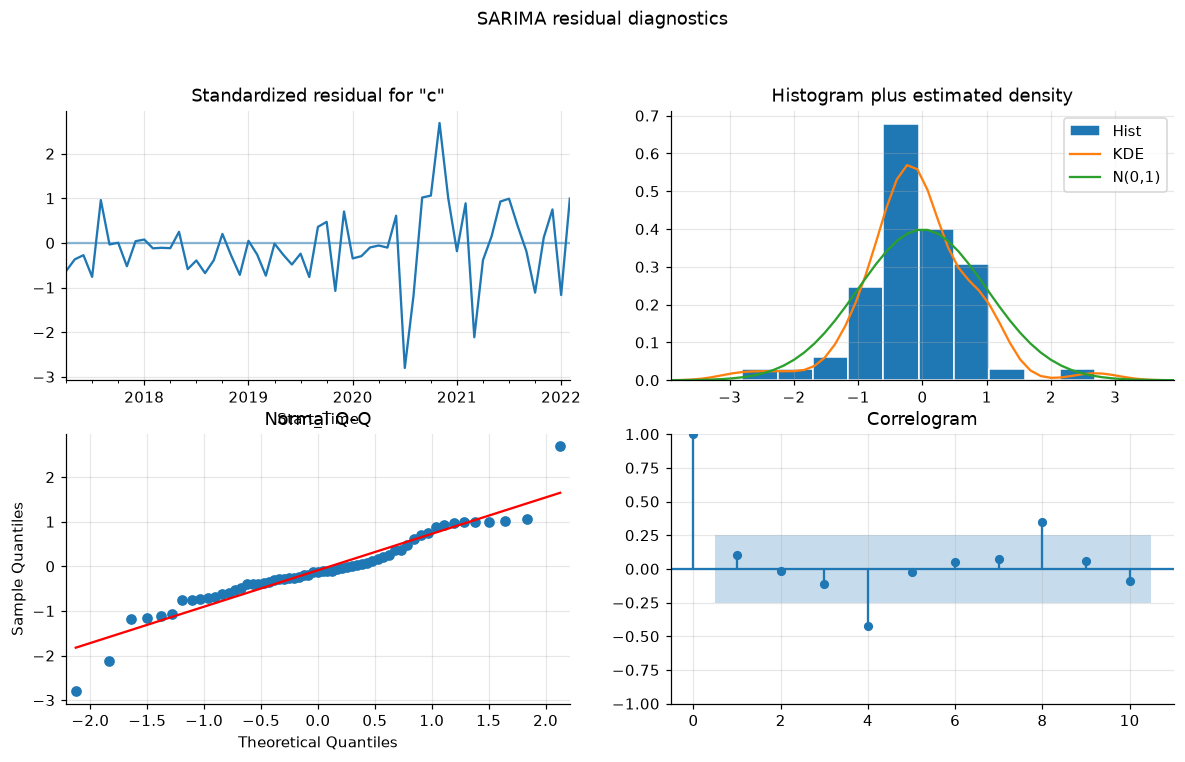 SARIMA residual diagnostics
Standardized residual for "c"
2
1
0
−1
−2
−3
2018 2019 2020 2021 2022
Start_Time
Histogram plus estimated density
Hist
KDE
N(0,1)
0.7
0.6
0.5
0.4
0.3
0.2
0.1
0.0
−3 −2 −1 0 1 2 3
Normal Q-Q
Sample Quantiles
2
1
0
−1
−2
−3
−2.0 −1.5 −1.0 −0.5 0.0 0.5 1.0 1.5 2.0
Theoretical Quantiles
Correlogram
1.00
0.75
0.50
0.25
0.00
−0.25
−0.50
−0.75
−1.00
0 2 4 6 8 10